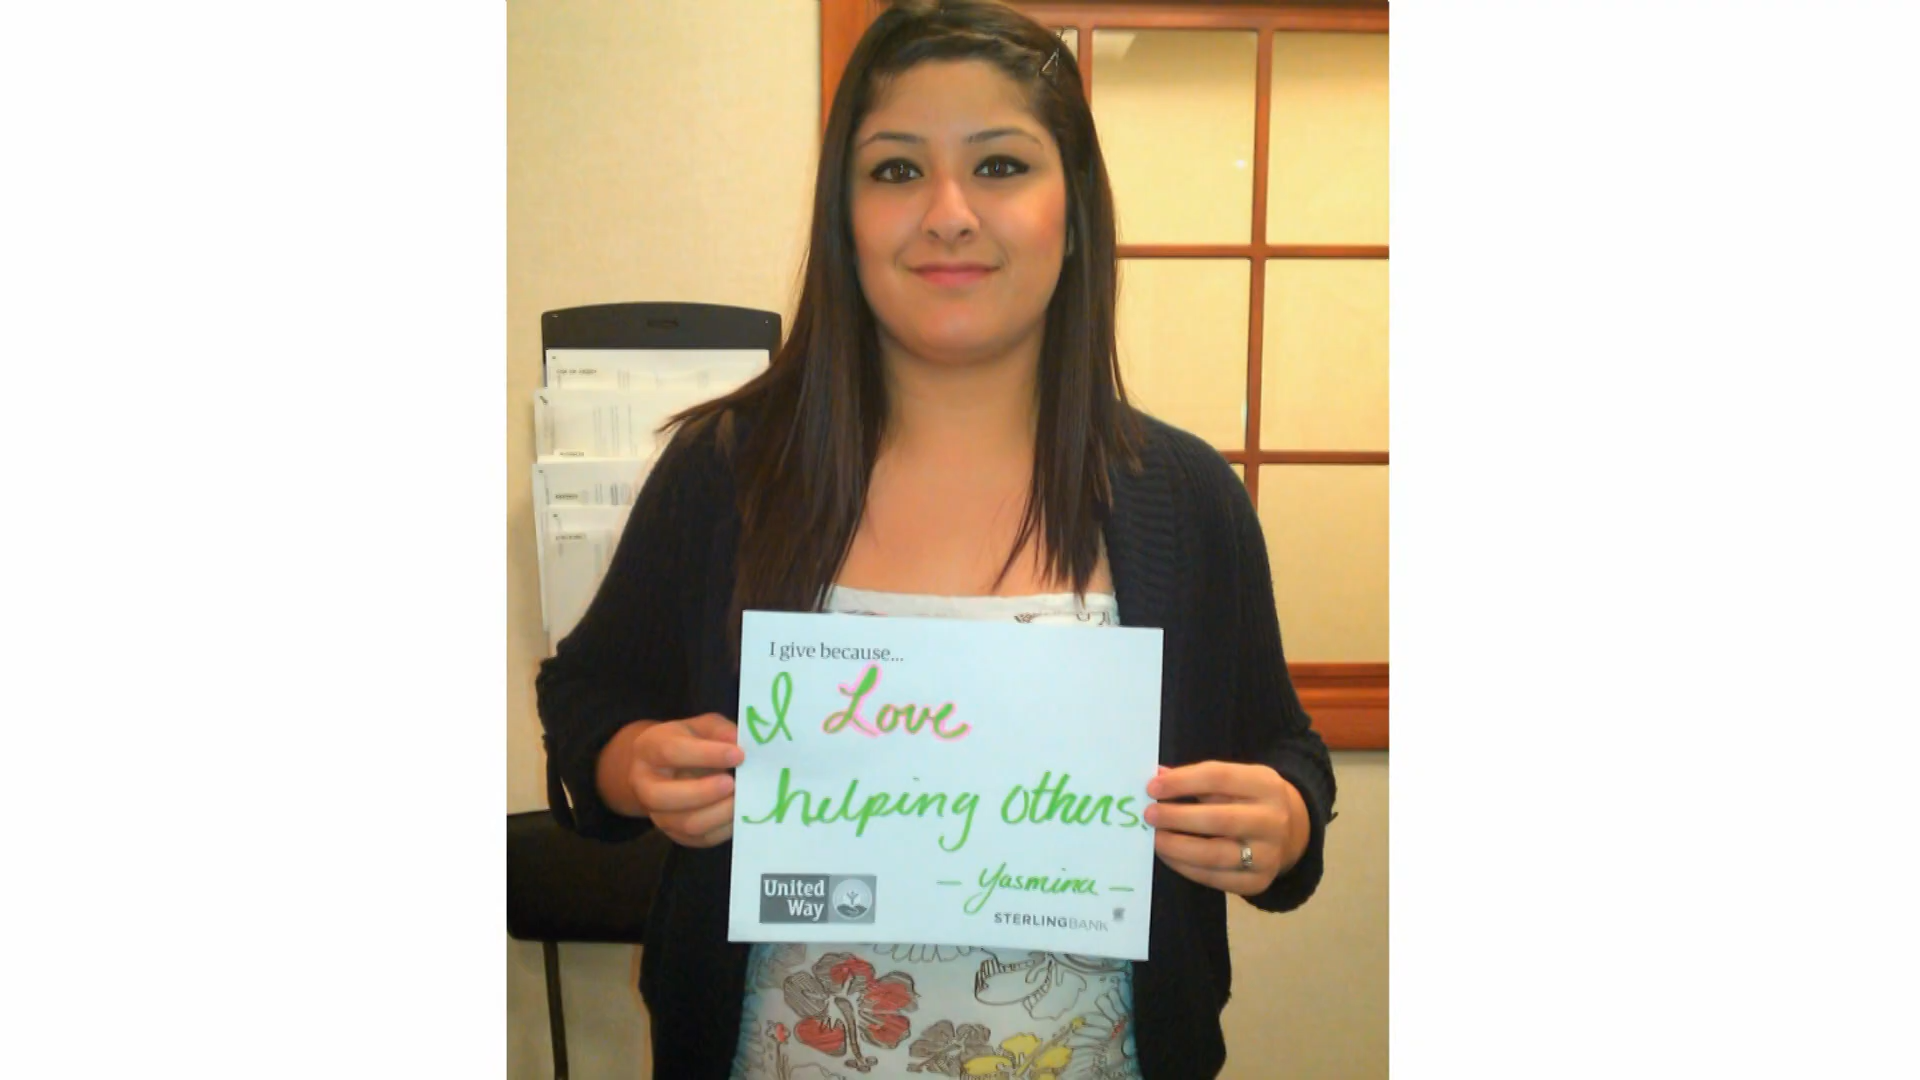 I give because...
I Love
helping others.
— Yasmina —
United
Way
STERLINGBANK